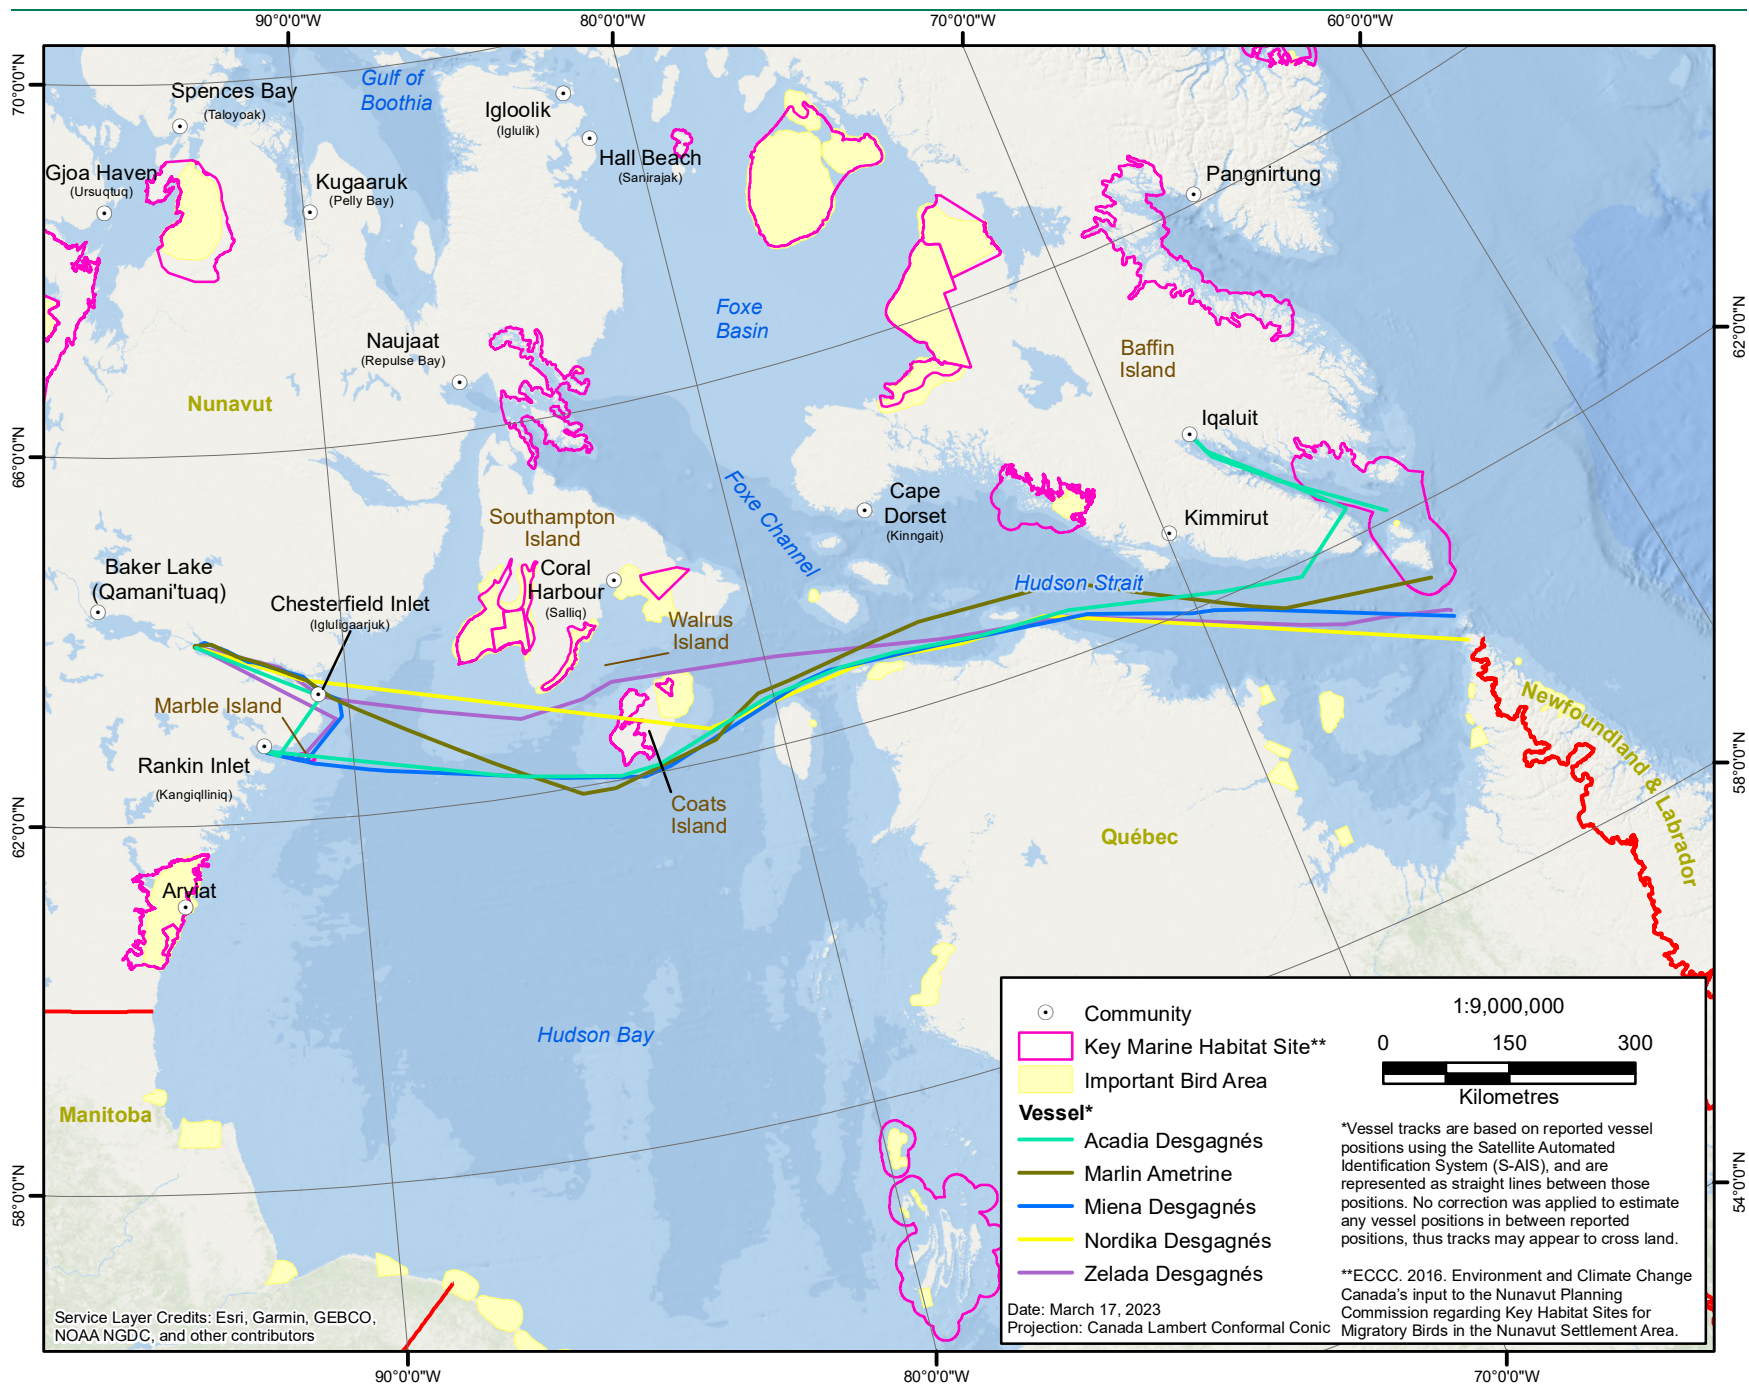 90°0'0"W
80°0'0"W
70°0'0"W
60°0'0"W
70°0'0"N
66°0'0"N
62°0'0"N
58°0'0"N
62°0'0"N
58°0'0"N
54°0'0"N
90°0'0"W
80°0'0"W
70°0'0"W
Gulf of
Boothia
Spences Bay
(Taloyoak)
Igloolik
(Iglulik)
Hall Beach
(Sanirajak)
Gjoa Haven
(Ursuqtuq)
Kugaaruk
(Pelly Bay)
Pangnirtung
Foxe
Basin
Naujaat
(Repulse Bay)
Baffin
Island
Nunavut
Iqaluit
Foxe Channel
Cape
Dorset
(Kinngait)
Kimmirut
Southampton
Island
Coral
Harbour
(Salliq)
Hudson Strait
Baker Lake
(Qamani'tuaq)
Chesterfield Inlet
(Igluligaarjuk)
Walrus
Island
Marble Island
Rankin Inlet
(Kangiqlliniq)
Coats
Island
Newfoundland & Labrador
Québec
Arviat
Hudson Bay
Manitoba
Community
Key Marine Habitat Site**
Important Bird Area
Vessel*
Acadia Desgagnés
Marlin Ametrine
Miena Desgagnés
Nordika Desgagnés
Zelada Desgagnés
Date: March 17, 2023
Projection: Canada Lambert Conformal Conic
1:9,000,000
0 150 300
Kilometres
*Vessel tracks are based on reported vessel
positions using the Satellite Automated
Identification System (S-AIS), and are
represented as straight lines between those
positions. No correction was applied to estimate
any vessel positions in between reported
positions, thus tracks may appear to cross land.
**ECCC. 2016. Environment and Climate Change
Canada's input to the Nunavut Planning
Commission regarding Key Habitat Sites for
Migratory Birds in the Nunavut Settlement Area.
Service Layer Credits: Esri, Garmin, GEBCO,
NOAA NGDC, and other contributors